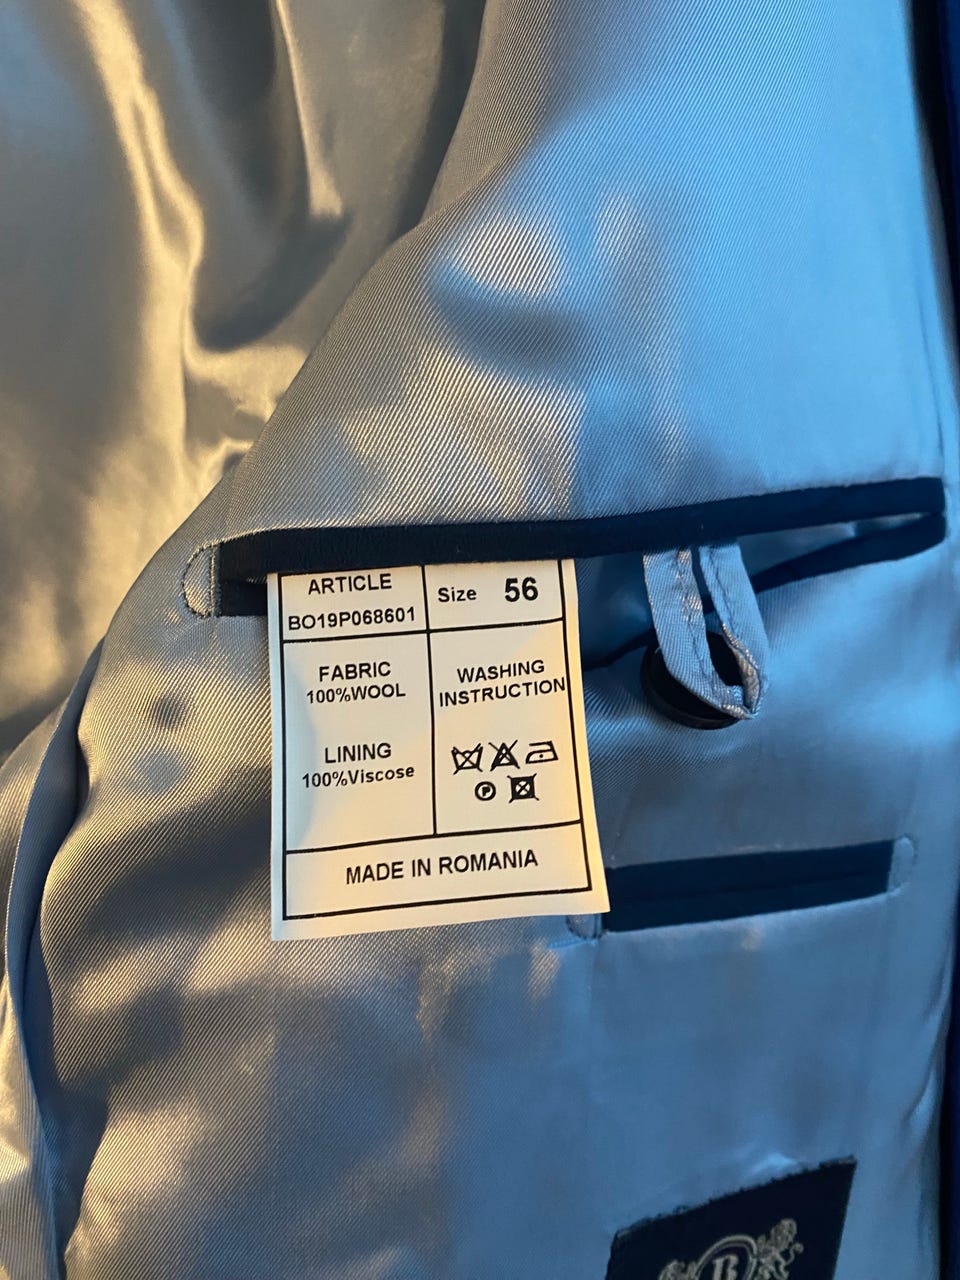 ARTICLE
BO19P068601
Size 56
FABRIC
100%WOOL
WASHING
INSTRUCTION
LINING
100%Viscose
P
MADE IN ROMANIA
B